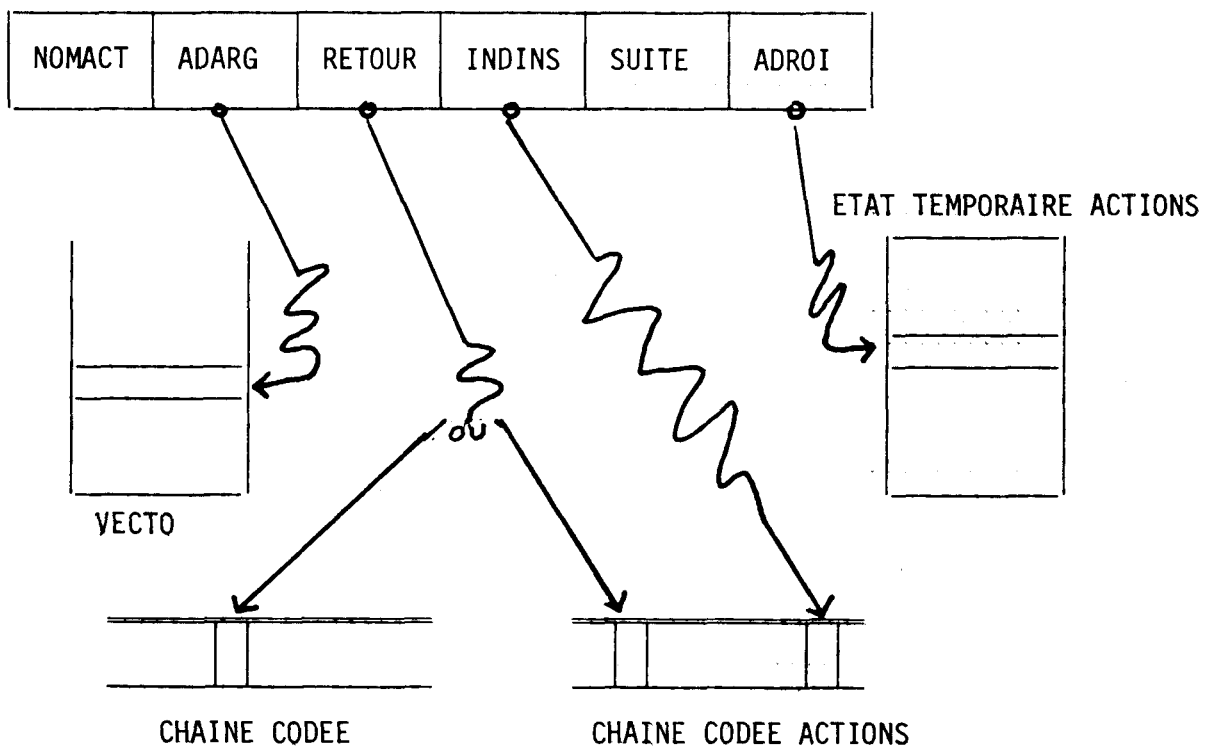 NOMACT ADARG RETOUR INDINS SUITE ADROI
ETAT TEMPORAIRE ACTIONS
ou
VECTO
CHAINE CODEE
CHAINE CODEE ACTIONS